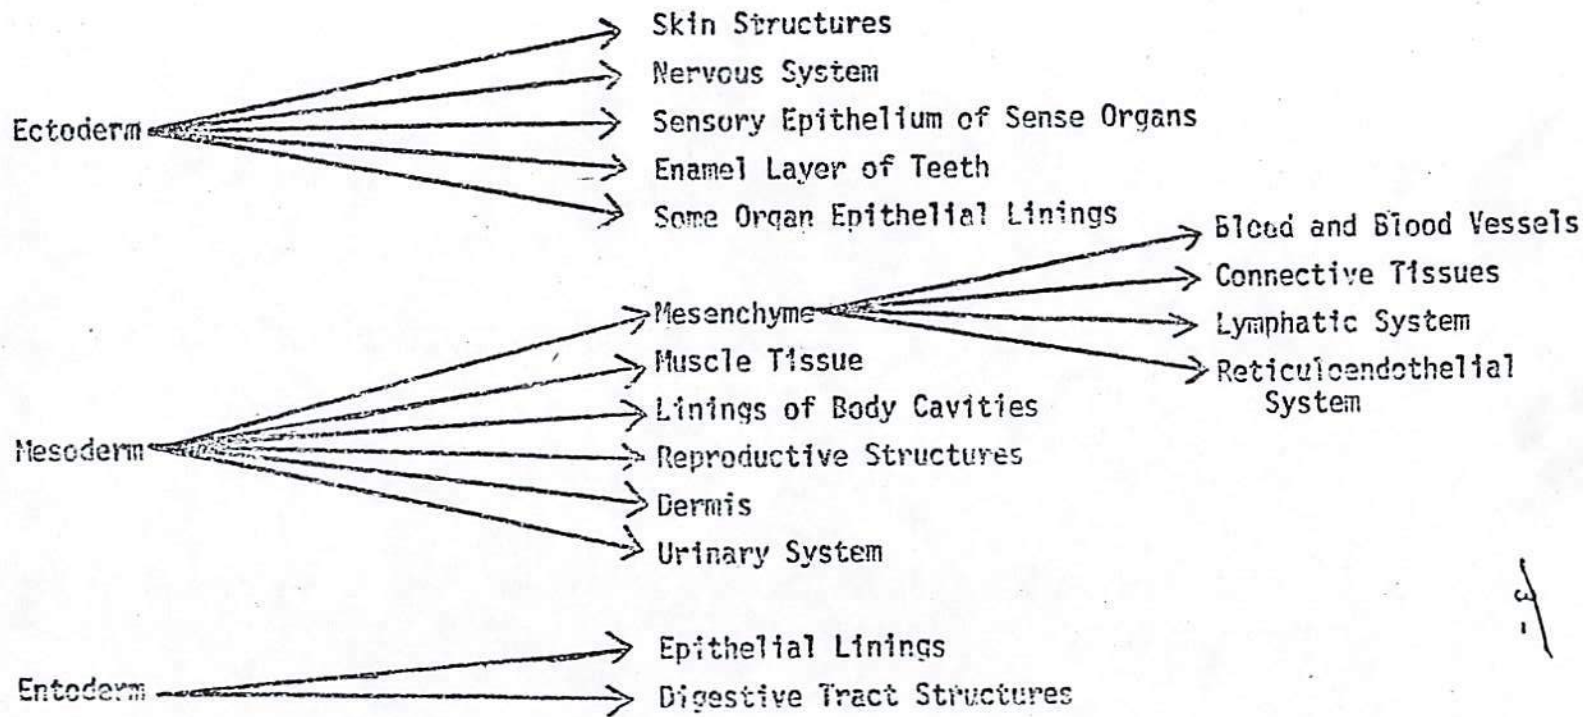 Skin Structures
Nervous System
Ectoderm
Sensory Epithelium of Sense Organs
Enamel Layer of Teeth
Some Organ Epithelial Linings
Blood and Blood Vessels
Connective Tissues
Mesenchyme
Lymphatic System
Muscle Tissue
Reticuloendothelial
System
Linings of Body Cavities
Mesoderm
Reproductive Structures
Dermis
Urinary System
Epithelial Linings
Entoderm
Digestive Tract Structures
3 -